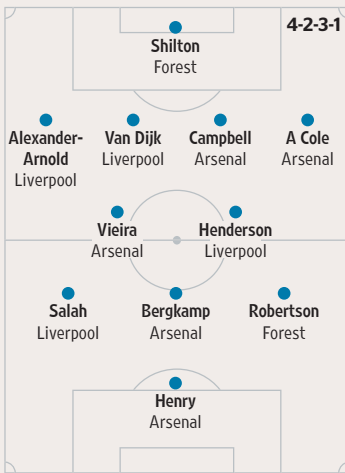 4-2-3-1
Shilton
Forest
Alexander-
Arnold
Liverpool
Van Dijk
Liverpool
Campbell
Arsenal
A Cole
Arsenal
Vieira
Arsenal
Henderson
Liverpool
Salah
Liverpool
Bergkamp
Arsenal
Robertson
Forest
Henry
Arsenal